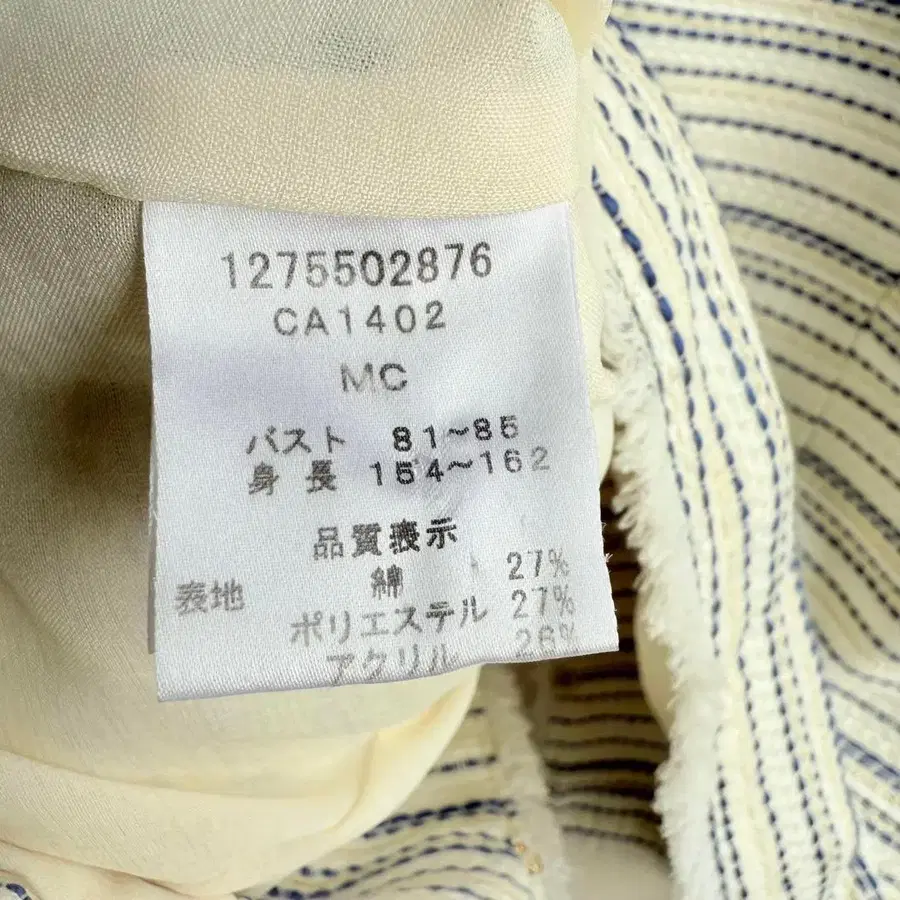 1275502876
CA1402
MC
バスト 81~85
身長 154~162
品質表示
表地 綿 27%
ポリエステル 27%
アクリル 26%